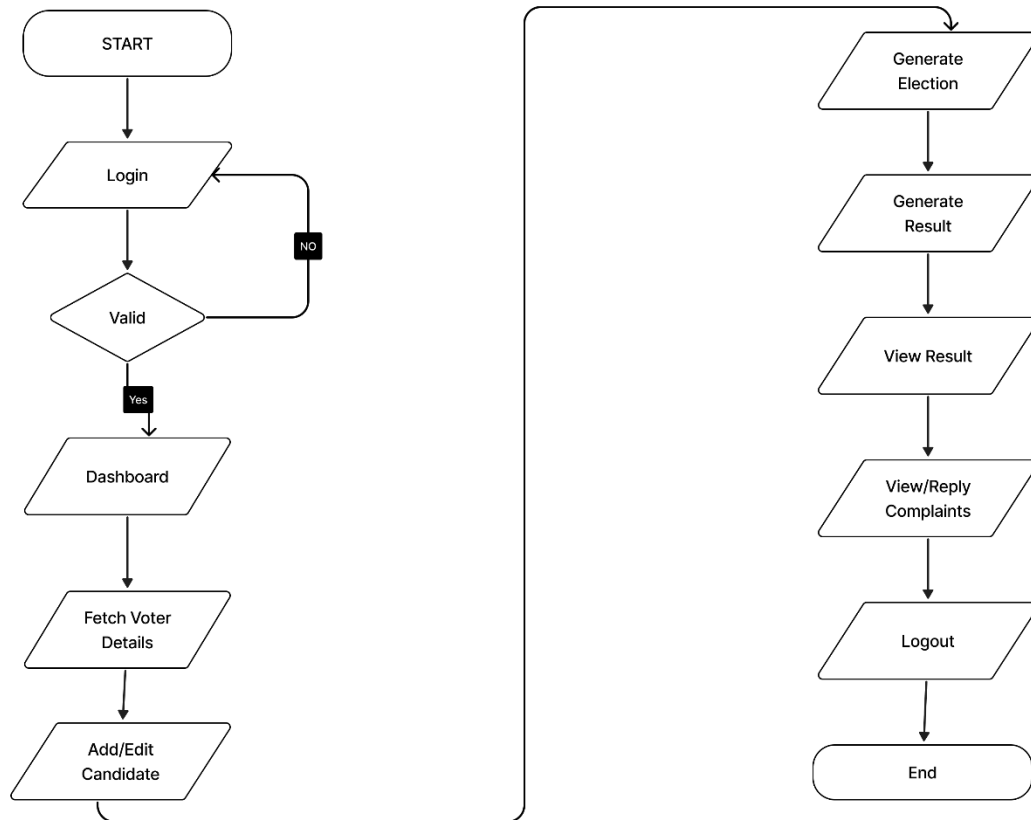 START
Login
NO
Valid
Yes
Dashboard
Fetch Voter
Details
Add/Edit
Candidate
Generate
Election
Generate
Result
View Result
View/Reply
Complaints
Logout
End